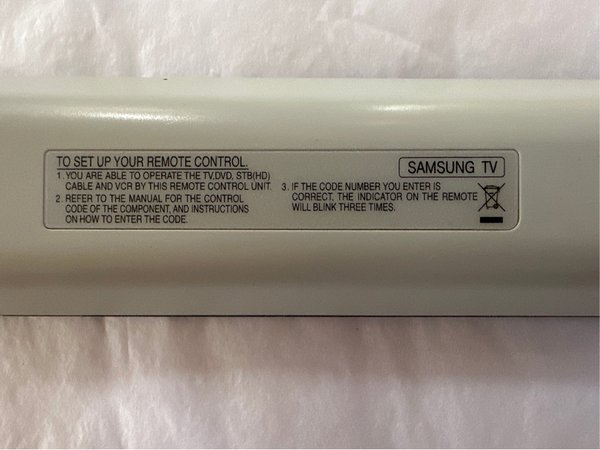 TO SET UP YOUR REMOTE CONTROL.
1. YOU ARE ABLE TO OPERATE THE TV,DVD, STB(HD)
CABLE AND VCR BY THIS REMOTE CONTROL UNIT.
2. REFER TO THE MANUAL FOR THE CONTROL
CODE OF THE COMPONENT, AND INSTRUCTIONS
ON HOW TO ENTER THE CODE.
SAMSUNG TV
3. IF THE CODE NUMBER YOU ENTER IS
CORRECT, THE INDICATOR ON THE REMOTE
WILL BLINK THREE TIMES.